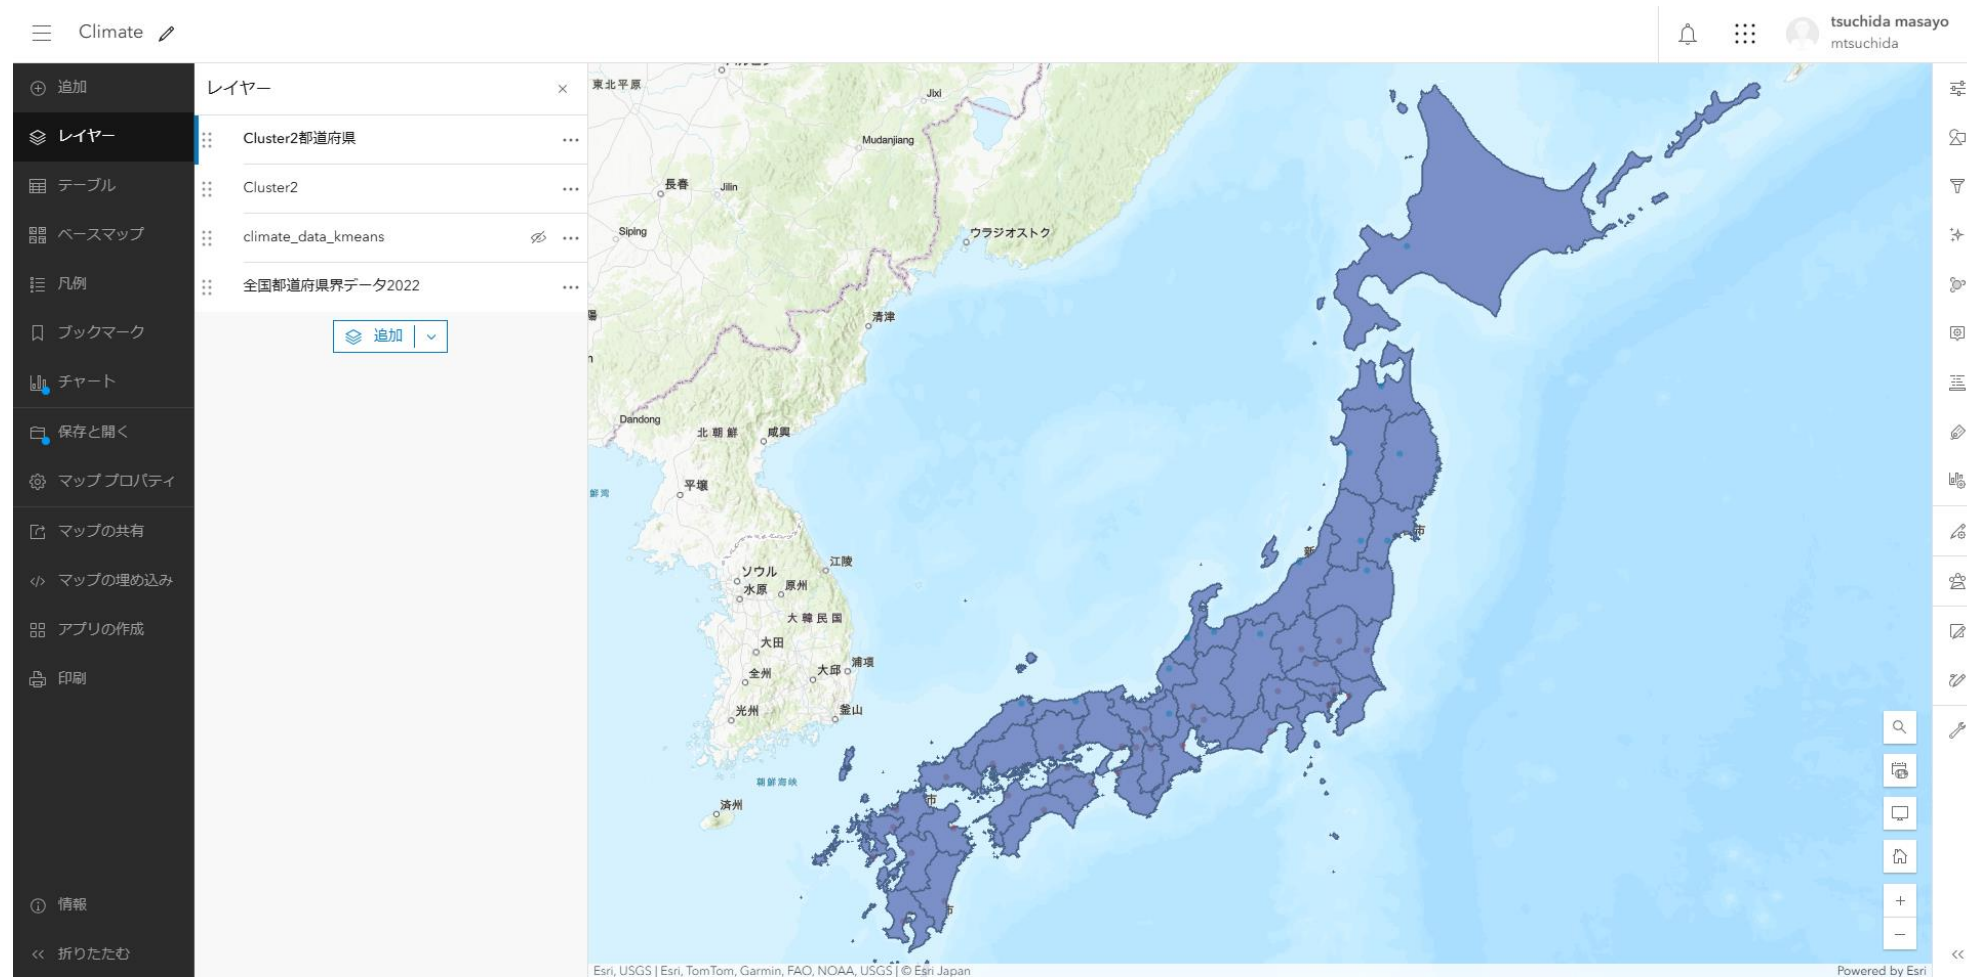 Climate
tsuchida masayo
mtsuchida
追加
レイヤー
テーブル
ベースマップ
凡例
ブックマーク
チャート
保存と開く
マップ プロパティ
マップの共有
マップの埋め込み
アプリの作成
印刷
情報
折りたたむ
レイヤー
Cluster2都道府県
Cluster2
climate_data_kmeans
全国都道府県界データ2022
追加
東北平原
Jixi
Mudanjiang
長春
Jilin
Siping
ウラジオストク
清津
Dandong
北朝鮮
咸興
平壌
江陵
ソウル
水原
原州
大韓民国
大田
浦項
全州
大邱
光州
釜山
朝鮮海峡
済州
新
市
市
市
Esri, USGS | Esri, TomTom, Garmin, FAO, NOAA, USGS | © Esri Japan
Powered by Esri